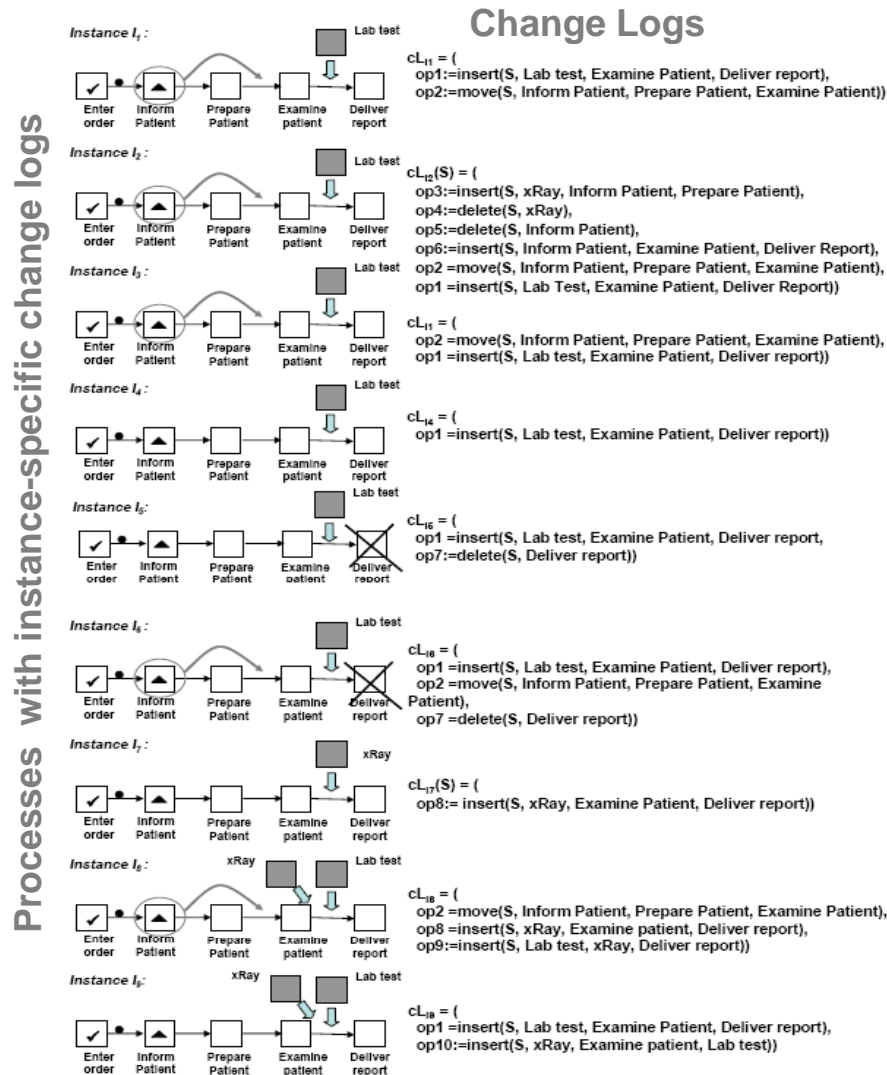 Change Logs
Processes with instance-specific change logs
Instance I1 :
Lab test
Enter order
Inform Patient
Prepare Patient
Examine patient
Deliver report
cLI1 = (
op1:=insert(S, Lab test, Examine Patient, Deliver report),
op2:=move(S, Inform Patient, Prepare Patient, Examine Patient))
Instance I2 :
Lab test
Enter order
Inform Patient
Prepare Patient
Examine patient
Deliver report
cLI2(S) = (
op3:=insert(S, xRay, Inform Patient, Prepare Patient),
op4:=delete(S, xRay),
op5:=delete(S, Inform Patient),
op6:=insert(S, Inform Patient, Examine Patient, Deliver Report),
op2 =move(S, Inform Patient, Prepare Patient, Examine Patient),
op1 =insert(S, Lab Test, Examine Patient, Deliver Report))
Instance I3 :
Lab test
Enter order
Inform Patient
Prepare Patient
Examine patient
Deliver report
cLI1 = (
op2 =move(S, Inform Patient, Prepare Patient, Examine Patient),
op1 =insert(S, Lab test, Examine Patient, Deliver report))
Instance I4 :
Lab test
Enter order
Inform Patient
Prepare Patient
Examine patient
Deliver report
cLI4 = (
op1 =insert(S, Lab test, Examine Patient, Deliver report))
Instance I5:
Lab test
Enter order
Inform Patient
Prepare Patient
Examine patient
Deliver report
cLI5 = (
op1 =insert(S, Lab test, Examine Patient, Deliver report,
op7:=delete(S, Deliver report))
Instance I6 :
Lab test
Enter order
Inform Patient
Prepare Patient
Examine patient
Deliver report
cLI6 = (
op1 =insert(S, Lab test, Examine Patient, Deliver report),
op2 =move(S, Inform Patient, Prepare Patient, Examine
Patient),
op7 =delete(S, Deliver report))
Instance I7 :
xRay
Enter order
Inform Patient
Prepare Patient
Examine patient
Deliver report
cLI7(S) = (
op8:= insert(S, xRay, Examine Patient, Deliver report))
Instance I8 :
xRay
Lab test
Enter order
Inform Patient
Prepare Patient
Examine patient
Deliver report
cLI8 = (
op2 =move(S, Inform Patient, Prepare Patient, Examine Patient),
op8 =insert(S, xRay, Examine patient, Deliver report),
op9:=insert(S, Lab test, xRay, Deliver report))
Instance I9 :
xRay
Lab test
Enter order
Inform Patient
Prepare Patient
Examine patient
Deliver report
cLI9 = (
op1 =insert(S, Lab test, Examine Patient, Deliver report),
op10:=insert(S, xRay, Examine patient, Lab test))